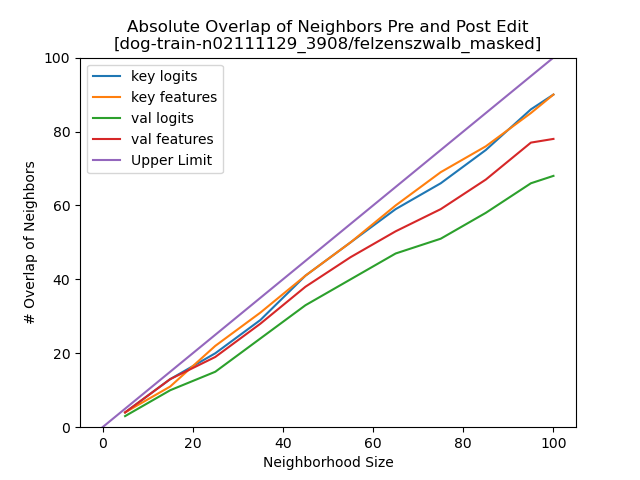 Absolute Overlap of Neighbors Pre and Post Edit
[dog-train-n02111129_3908/felzenszwalb_masked]
key logits
key features
val logits
val features
Upper Limit
# Overlap of Neighbors
100
80
60
40
20
0
0 20 40 60 80 100
Neighborhood Size